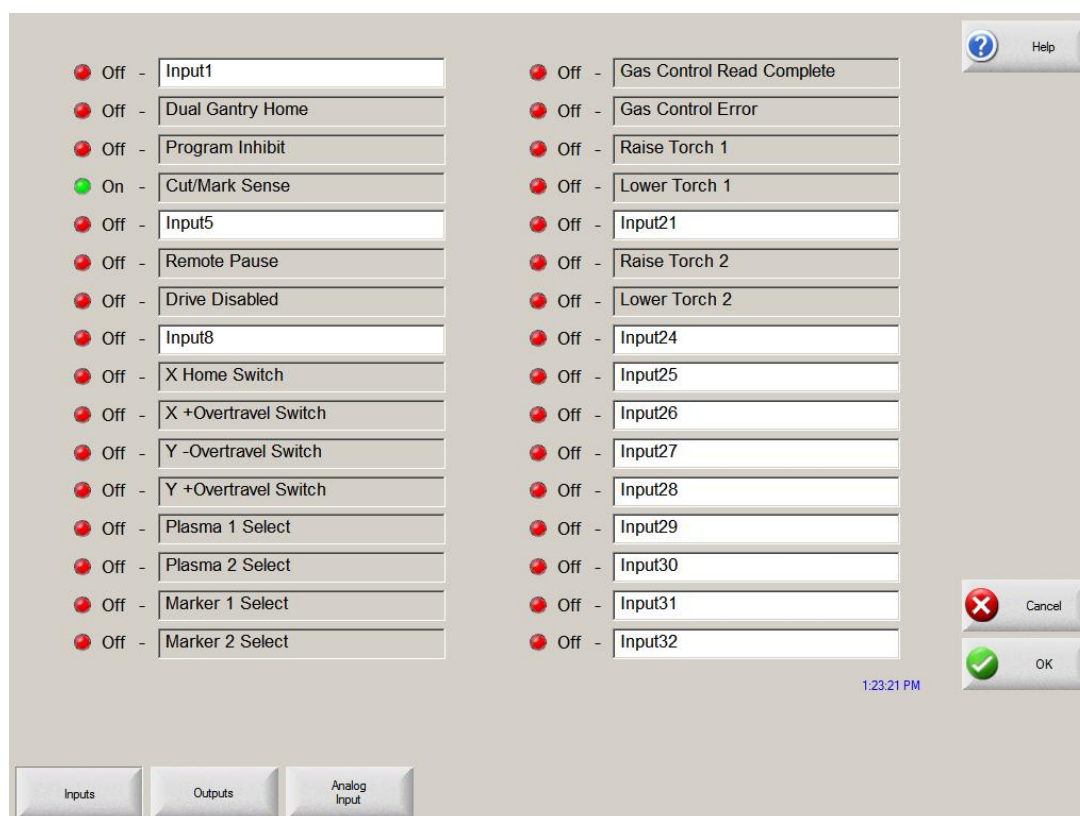 Off - Input1
Off - Dual Gantry Home
Off - Program Inhibit
On - Cut/Mark Sense
Off - Input5
Off - Remote Pause
Off - Drive Disabled
Off - Input8
Off - X Home Switch
Off - X +Overtravel Switch
Off - Y -Overtravel Switch
Off - Y +Overtravel Switch
Off - Plasma 1 Select
Off - Plasma 2 Select
Off - Marker 1 Select
Off - Marker 2 Select
Off - Gas Control Read Complete
Off - Gas Control Error
Off - Raise Torch 1
Off - Lower Torch 1
Off - Input21
Off - Raise Torch 2
Off - Lower Torch 2
Off - Input24
Off - Input25
Off - Input26
Off - Input27
Off - Input28
Off - Input29
Off - Input30
Off - Input31
Off - Input32
1:23:21 PM
Help
Cancel
OK
Inputs
Outputs
Analog
Input